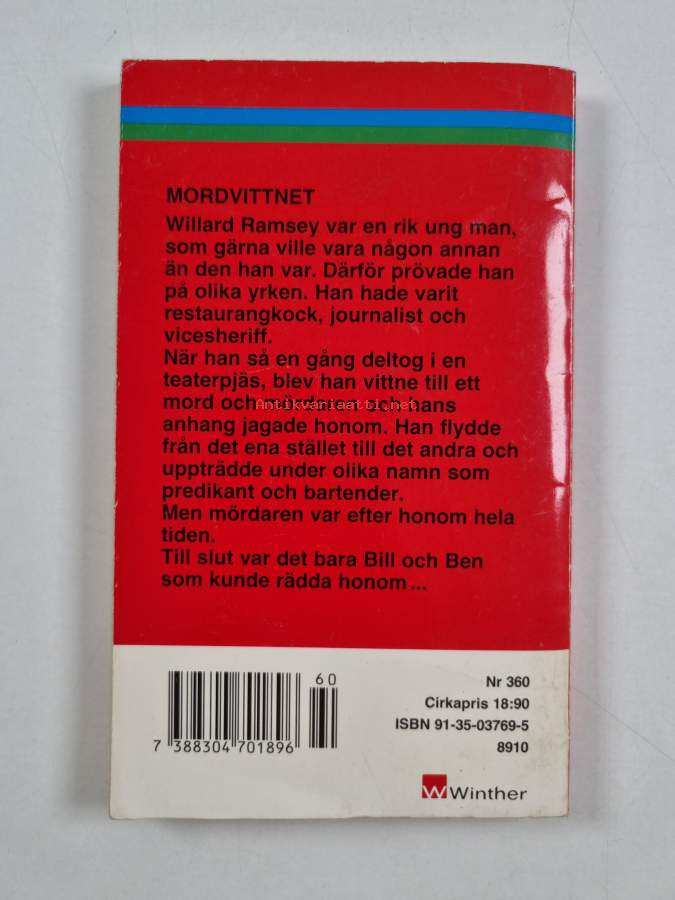 MORDVITTNET
Willard Ramsey var en rik ung man,
som gärna ville vara någon annan
än den han var. Därför prövade han
på olika yrken. Han hade varit
restaurangkock, journalist och
vicesheriff.
När han så en gång deltog i en
teaterpjäs, blev han vittne till ett
mord och mördaren och hans
anhang jagade honom. Han flydde
från det ena stället till det andra och
uppträdde under olika namn som
predikant och bartender.
Men mördaren var efter honom hela
tiden.
Till slut var det bara Bill och Ben
som kunde rädda honom...
Antikvariaatti.net
60
7 388304 701896
Nr 360
Cirkapris 18:90
ISBN 91-35-03769-5
8910
Winther